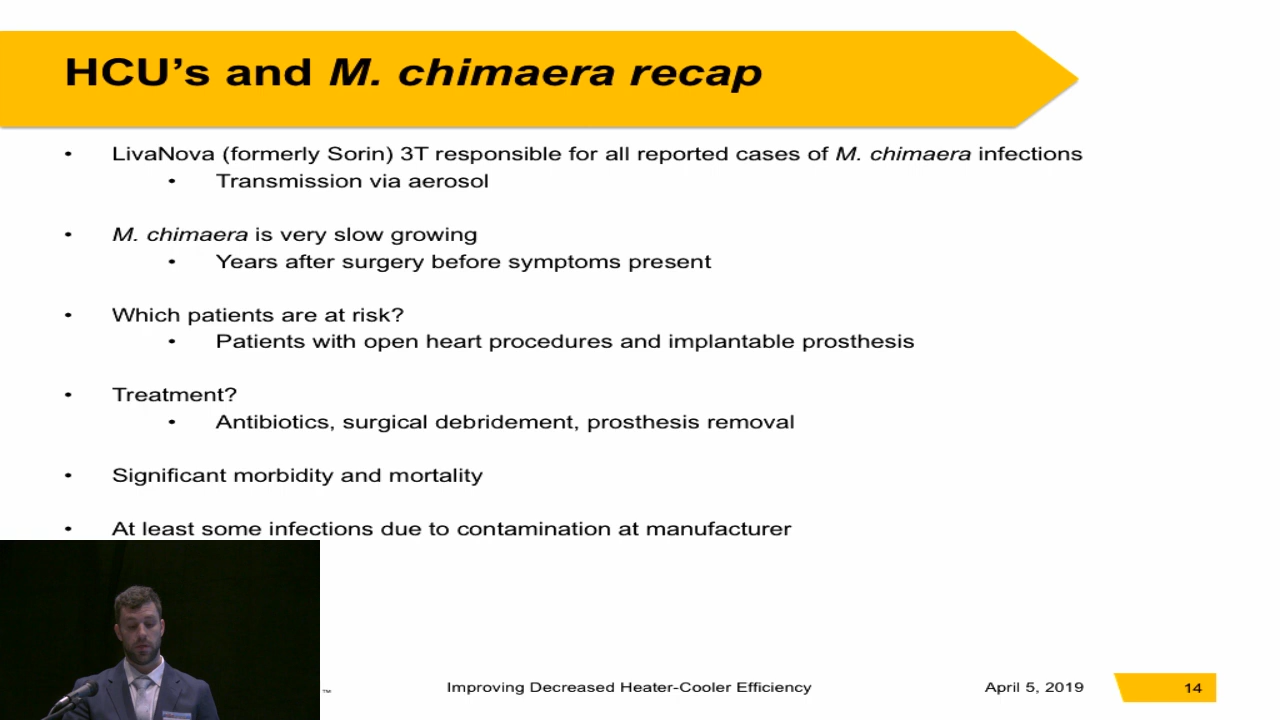 HCU's and M. chimaera recap
• LivaNova (formerly Sorin) 3T responsible for all reported cases of M. chimaera infections
• Transmission via aerosol
• M. chimaera is very slow growing
• Years after surgery before symptoms present
• Which patients are at risk?
• Patients with open heart procedures and implantable prosthesis
• Treatment?
• Antibiotics, surgical debridement, prosthesis removal
• Significant morbidity and mortality
• At least some infections due to contamination at manufacturer
™ Improving Decreased Heater-Cooler Efficiency April 5, 2019 14